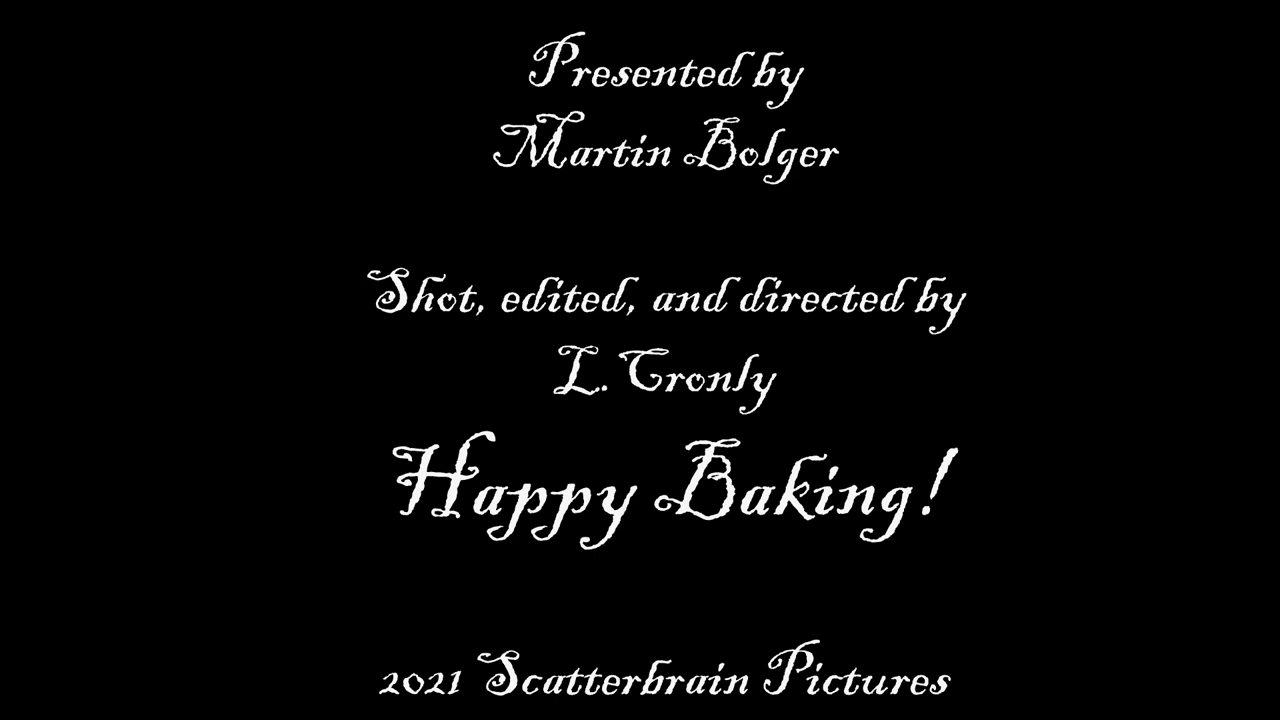 Presented by
Martin Bolger
Shot, edited, and directed by
L. Cronly
Happy Baking!
2021 Scatterbrain Pictures